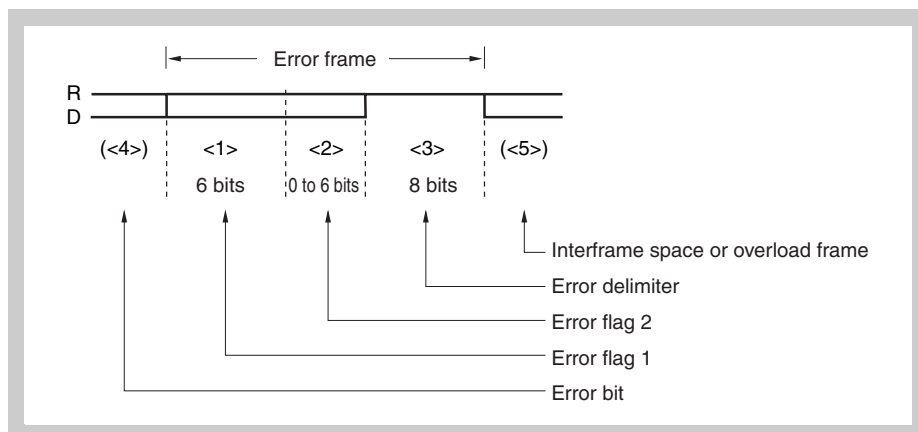 Error frame
R
D
(<4>) <1> <2> <3> (<5>)
6 bits 0 to 6 bits 8 bits
Interframe space or overload frame
Error delimiter
Error flag 2
Error flag 1
Error bit